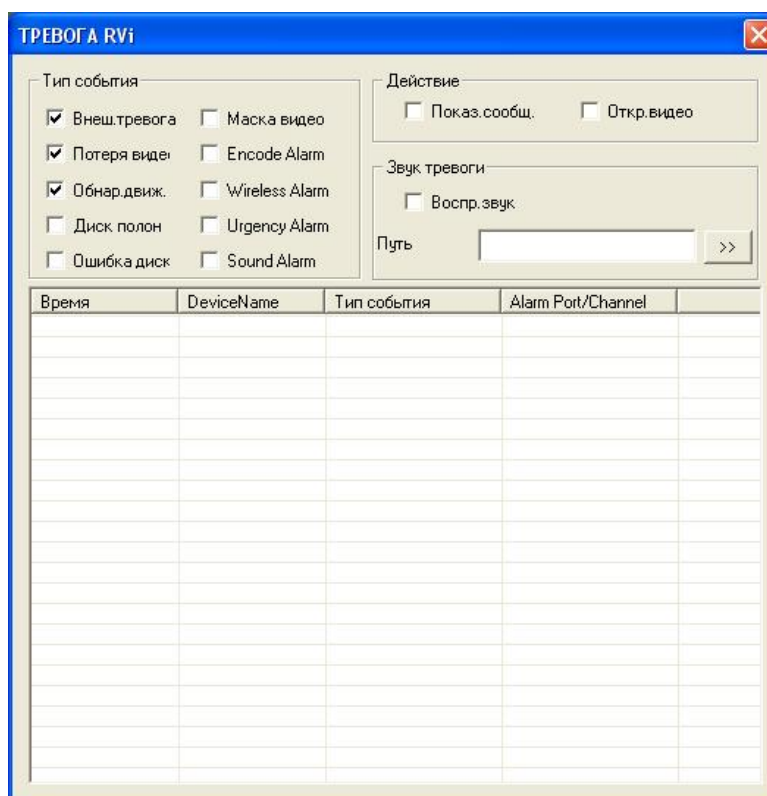 ТРЕВОГА RVi
Тип события
Внеш.тревога
Маска видео
Потеря виде
Encode Alarm
Обнар.движ.
Wireless Alarm
Диск полон
Urgency Alarm
Ошибка диск
Sound Alarm
Действие
Показ.сообщ.
Откр.видео
Звук тревоги
Воспр.звук
Путь
>>
Время DeviceName Тип события Alarm Port/Channel